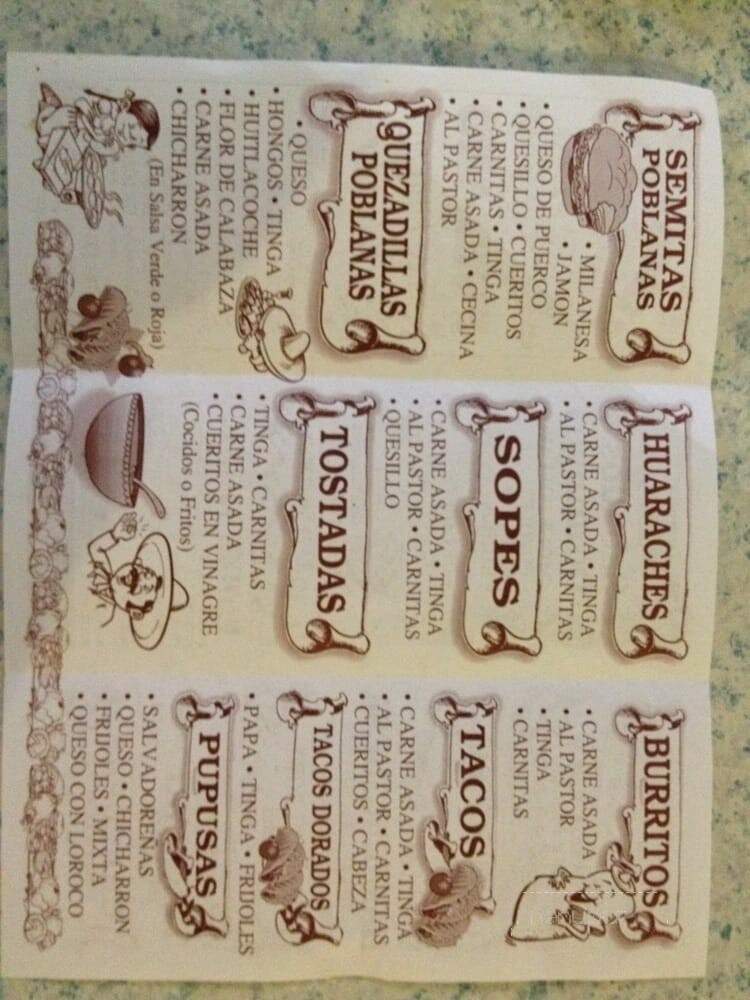 SEMITAS
POBLANAS
• MILANESA
• JAMON
• QUESO DE PUERCO
• QUESILLO • CUERITOS
• CARNITAS • TINGA
• CARNE ASADA • CECINA
• AL PASTOR
QUEZADILLAS
POBLANAS
• QUESO
• HONGOS • TINGA
• HUITLACOCHE
• FLOR DE CALABAZA
• CARNE ASADA
• CHICHARRON
(En Salsa Verde o Roja)
HUARACHES
• CARNE ASADA • TINGA
• AL PASTOR • CARNITAS
SOPES
• CARNE ASADA • TINGA
• AL PASTOR • CARNITAS
• QUESILLO
TOSTADAS
• TINGA • CARNITAS
• CARNE ASADA
• CUERITOS EN VINAGRE
(Cocidos o Fritos)
BURRITOS
• CARNE ASADA
• AL PASTOR
• TINGA
• CARNITAS
TACOS
• CARNE ASADA • TINGA
• AL PASTOR • CARNITAS
• CUERITOS • CABEZA
TACOS DORADOS
• PAPA • TINGA • FRIJOLES
PUPUSAS
• SALVADOREÑAS
• QUESO • CHICHARRON
• FRIJOLES • MIXTA
• QUESO CON LOROCO